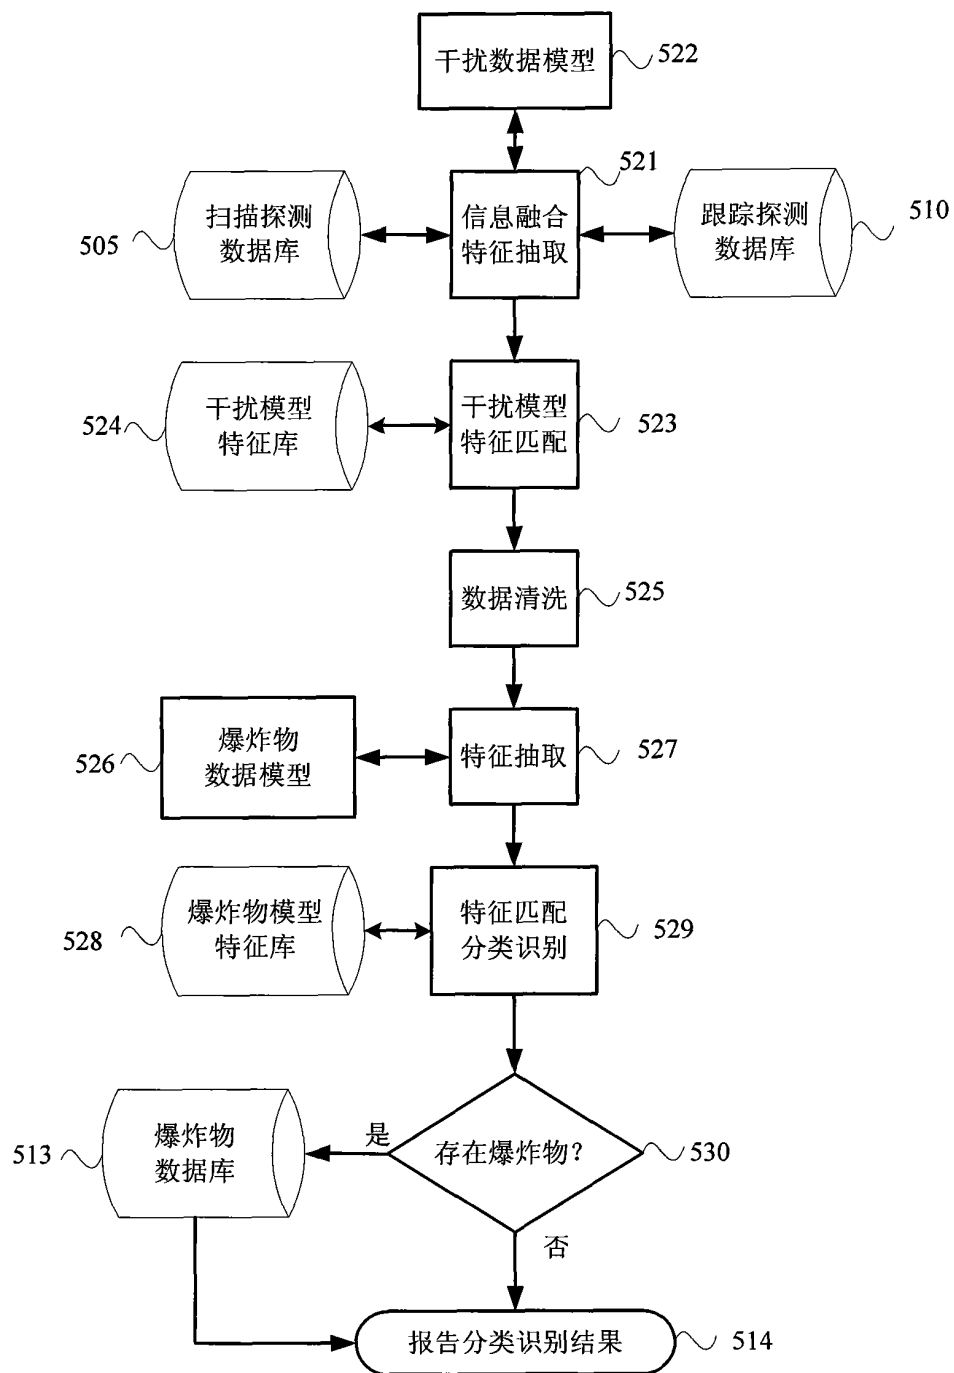 干扰数据模型
522
521
扫描探测
数据库
505
信息融合
特征抽取
跟踪探测
数据库
510
干扰模型
特征库
524
干扰模型
特征匹配
523
数据清洗
525
爆炸物
数据模型
526
特征抽取
527
爆炸物模型
特征库
528
特征匹配
分类识别
529
爆炸物
数据库
513
是
存在爆炸物?
530
否
报告分类识别结果
514